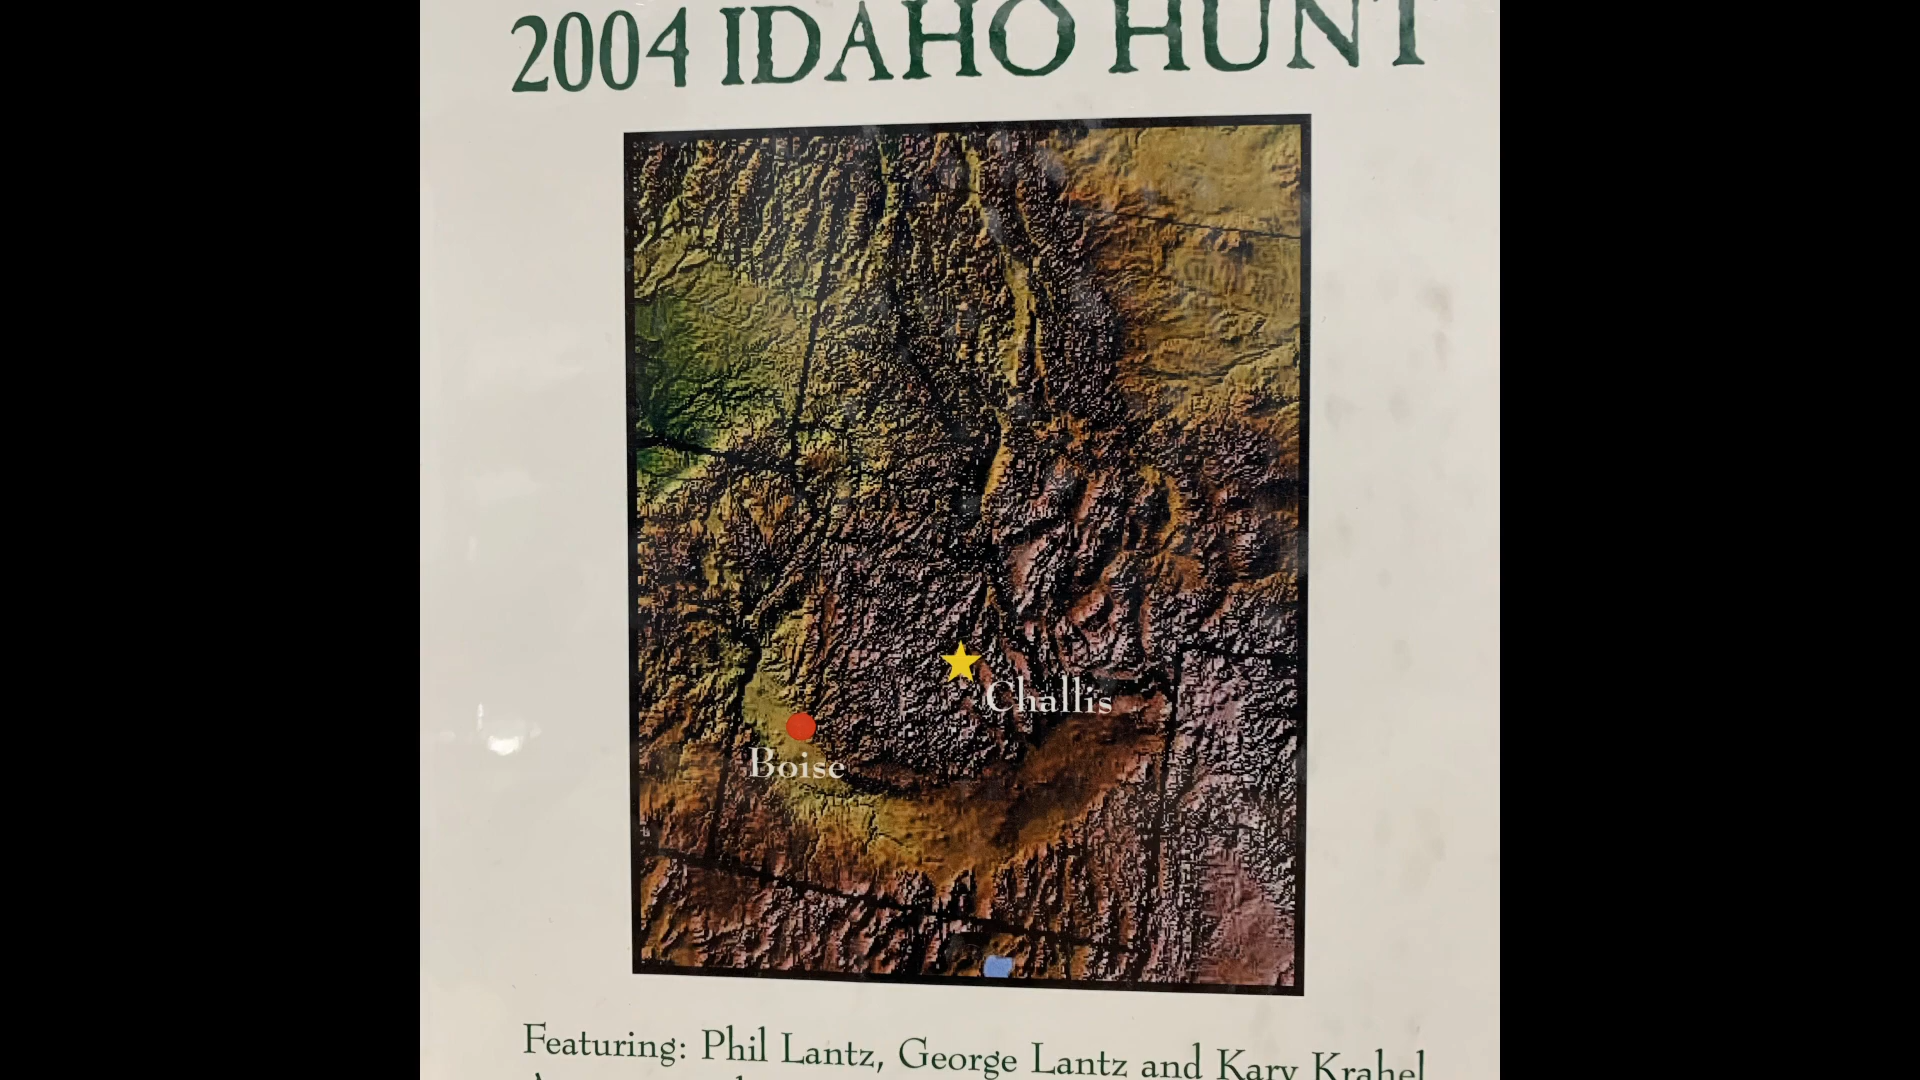 2004 IDAHO HUNT
Challis
Boise
Featuring: Phil Lantz, George Lantz and Kary Krahel